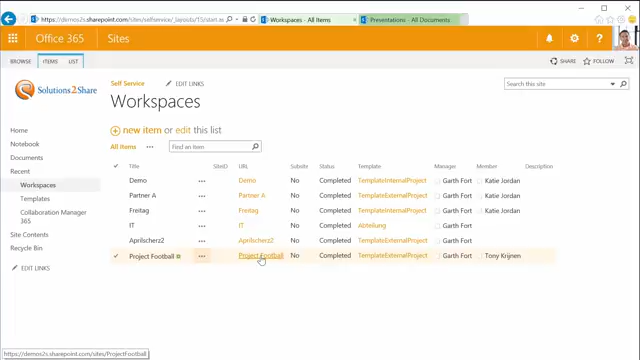 https://demos2s.sharepoint.com/sites/selfservice/_layouts/15/start.as
Workspaces - All Items
Presentations - All Documents
Office 365
Sites
BROWSE ITEMS LIST
SHARE FOLLOW
Solutions2Share
Self Service EDIT LINKS
Workspaces
Search this site
Home
Notebook
Documents
Recent
Workspaces
Templates
Collaboration Manager
365
Site Contents
Recycle Bin
EDIT LINKS
new item or edit this list
All Items ... Find an item
Title SiteID URL Subsite Status Template Manager Member Description
Demo ... Demo No Completed TemplateInternalProject Garth Fort Katie Jordan
Partner A ... Partner A No Completed TemplateExternalProject Garth Fort Katie Jordan
Freitag ... Freitag No Completed TemplateInternalProject Garth Fort Katie Jordan
IT ... IT No Completed Abteilung Garth Fort
Aprilscherz2 ... Aprilscherz2 No Completed TemplateExternalProject Garth Fort
Project Football ... Project Football No Completed TemplateExternalProject Garth Fort Tony Krijnen
https://demos2s.sharepoint.com/sites/ProjectFootball